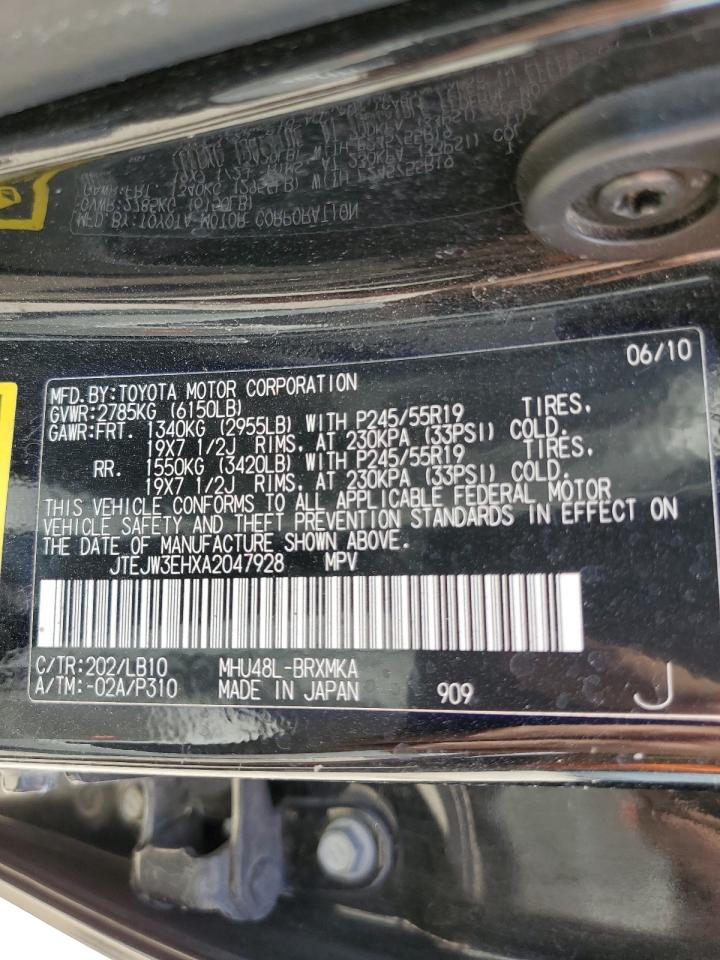 06/10
MFD.BY:TOYOTA MOTOR CORPORATION
GVWR:2785KG (6150LB)
GAWR:FRT. 1340KG (2955LB) WITH P245/55R19 TIRES,
19X7 1/2J RIMS, AT 230KPA (33PSI) COLD.
RR. 1550KG (3420LB) WITH P245/55R19 TIRES,
19X7 1/2J RIMS, AT 230KPA (33PSI) COLD.
THIS VEHICLE CONFORMS TO ALL APPLICABLE FEDERAL MOTOR
VEHICLE SAFETY AND THEFT PREVENTION STANDARDS IN EFFECT ON
THE DATE OF MANUFACTURE SHOWN ABOVE.
JTEJW3EHXA2047928 MPV
C/TR:202/LB10 MHU48L-BRXMKA
A/TM:-02A/P310 MADE IN JAPAN 909 J